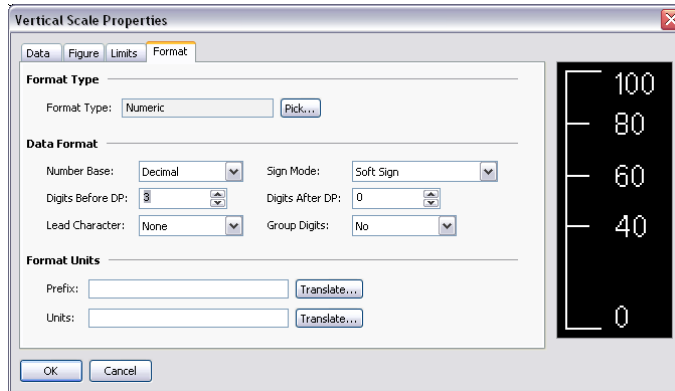 Vertical Scale Properties
Data Figure Limits Format
Format Type
Format Type: Numeric Pick...
Data Format
Number Base: Decimal Sign Mode: Soft Sign
Digits Before DP: 3 Digits After DP: 0
Lead Character: None Group Digits: No
Format Units
Prefix: Translate...
Units: Translate...
OK Cancel
100
80
60
40
0